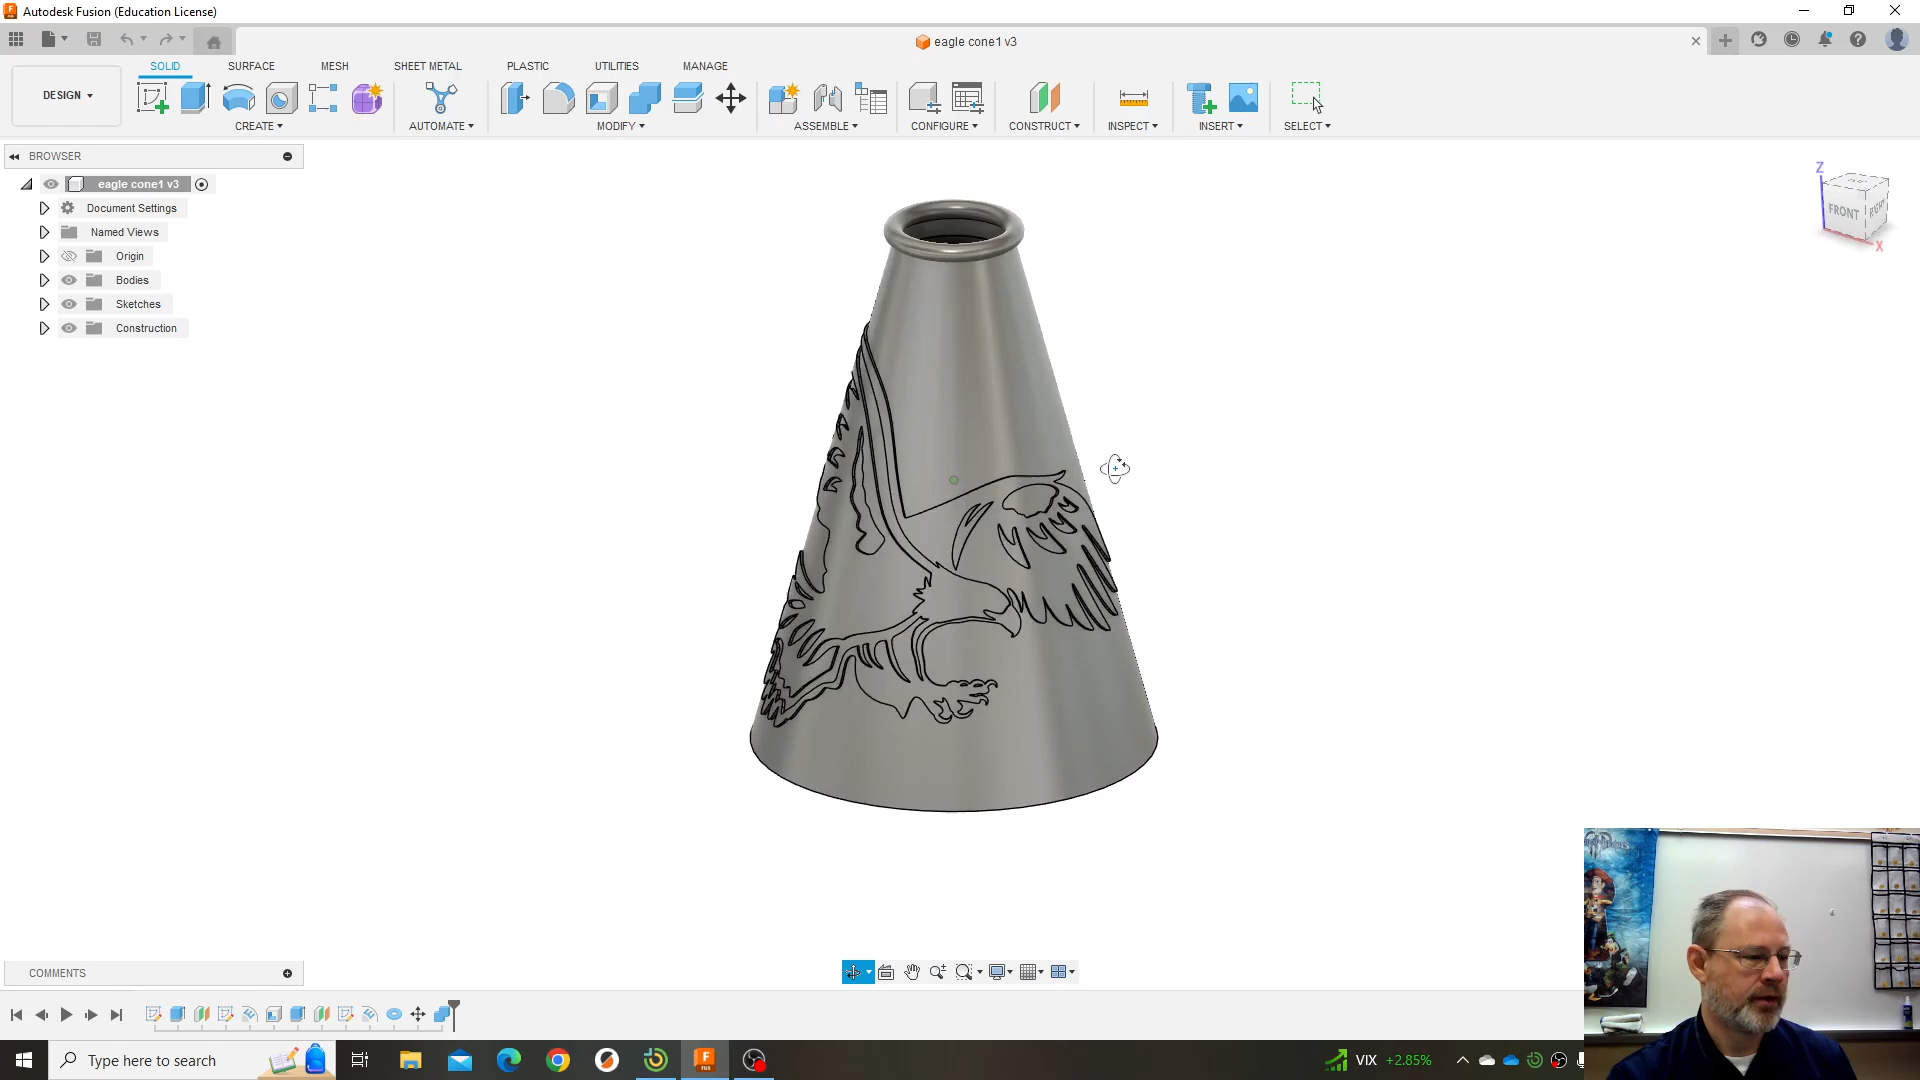 Autodesk Fusion (Education License)
eagle cone1 v3
DESIGN
SOLID
SURFACE
MESH
SHEET METAL
PLASTIC
UTILITIES
MANAGE
CREATE
AUTOMATE
MODIFY
ASSEMBLE
CONFIGURE
CONSTRUCT
INSPECT
INSERT
SELECT
BROWSER
eagle cone1 v3
Document Settings
Named Views
Origin
Bodies
Sketches
Construction
Z
FRONT
RIGHT
X
COMMENTS
Type here to search
VIX +2.85%